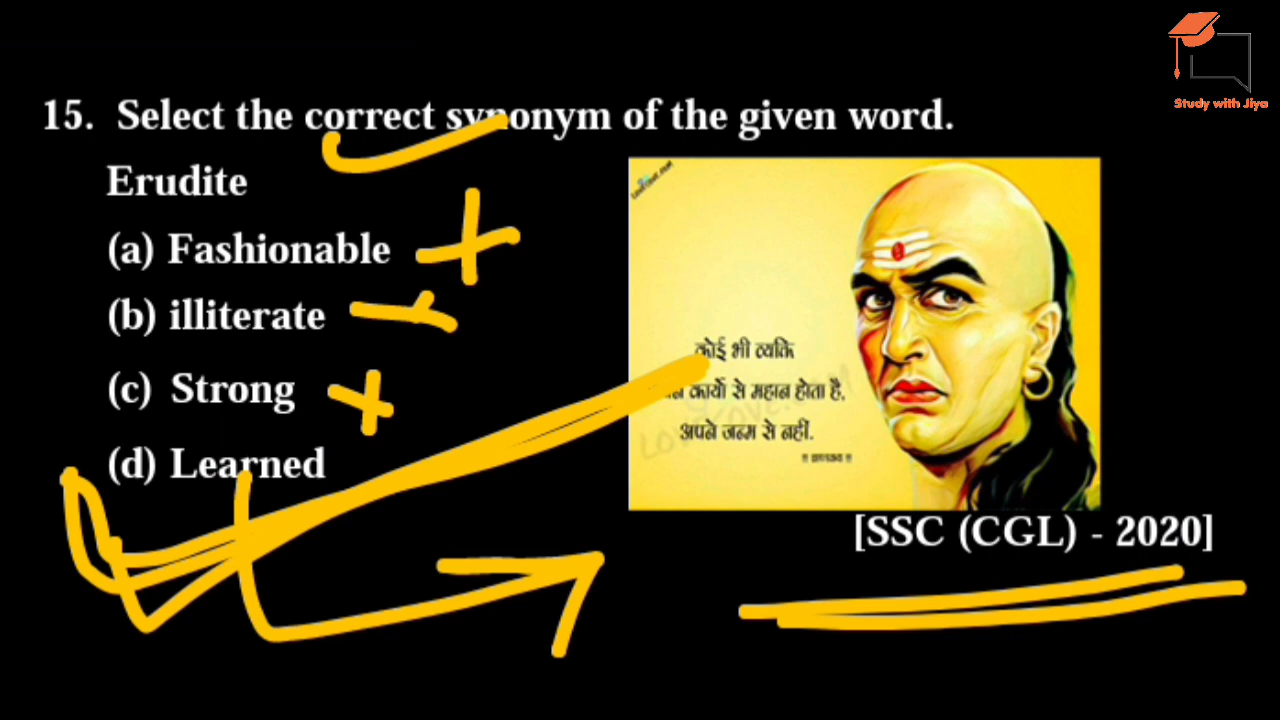 Study with Jiya
15. Select the correct synonym of the given word.
Erudite
(a) Fashionable
(b) illiterate
(c) Strong
(d) Learned
कोई भी व्यक्ति
कार्यो से महान होता है,
अपने जन्म से नहीं.
[SSC (CGL) - 2020]